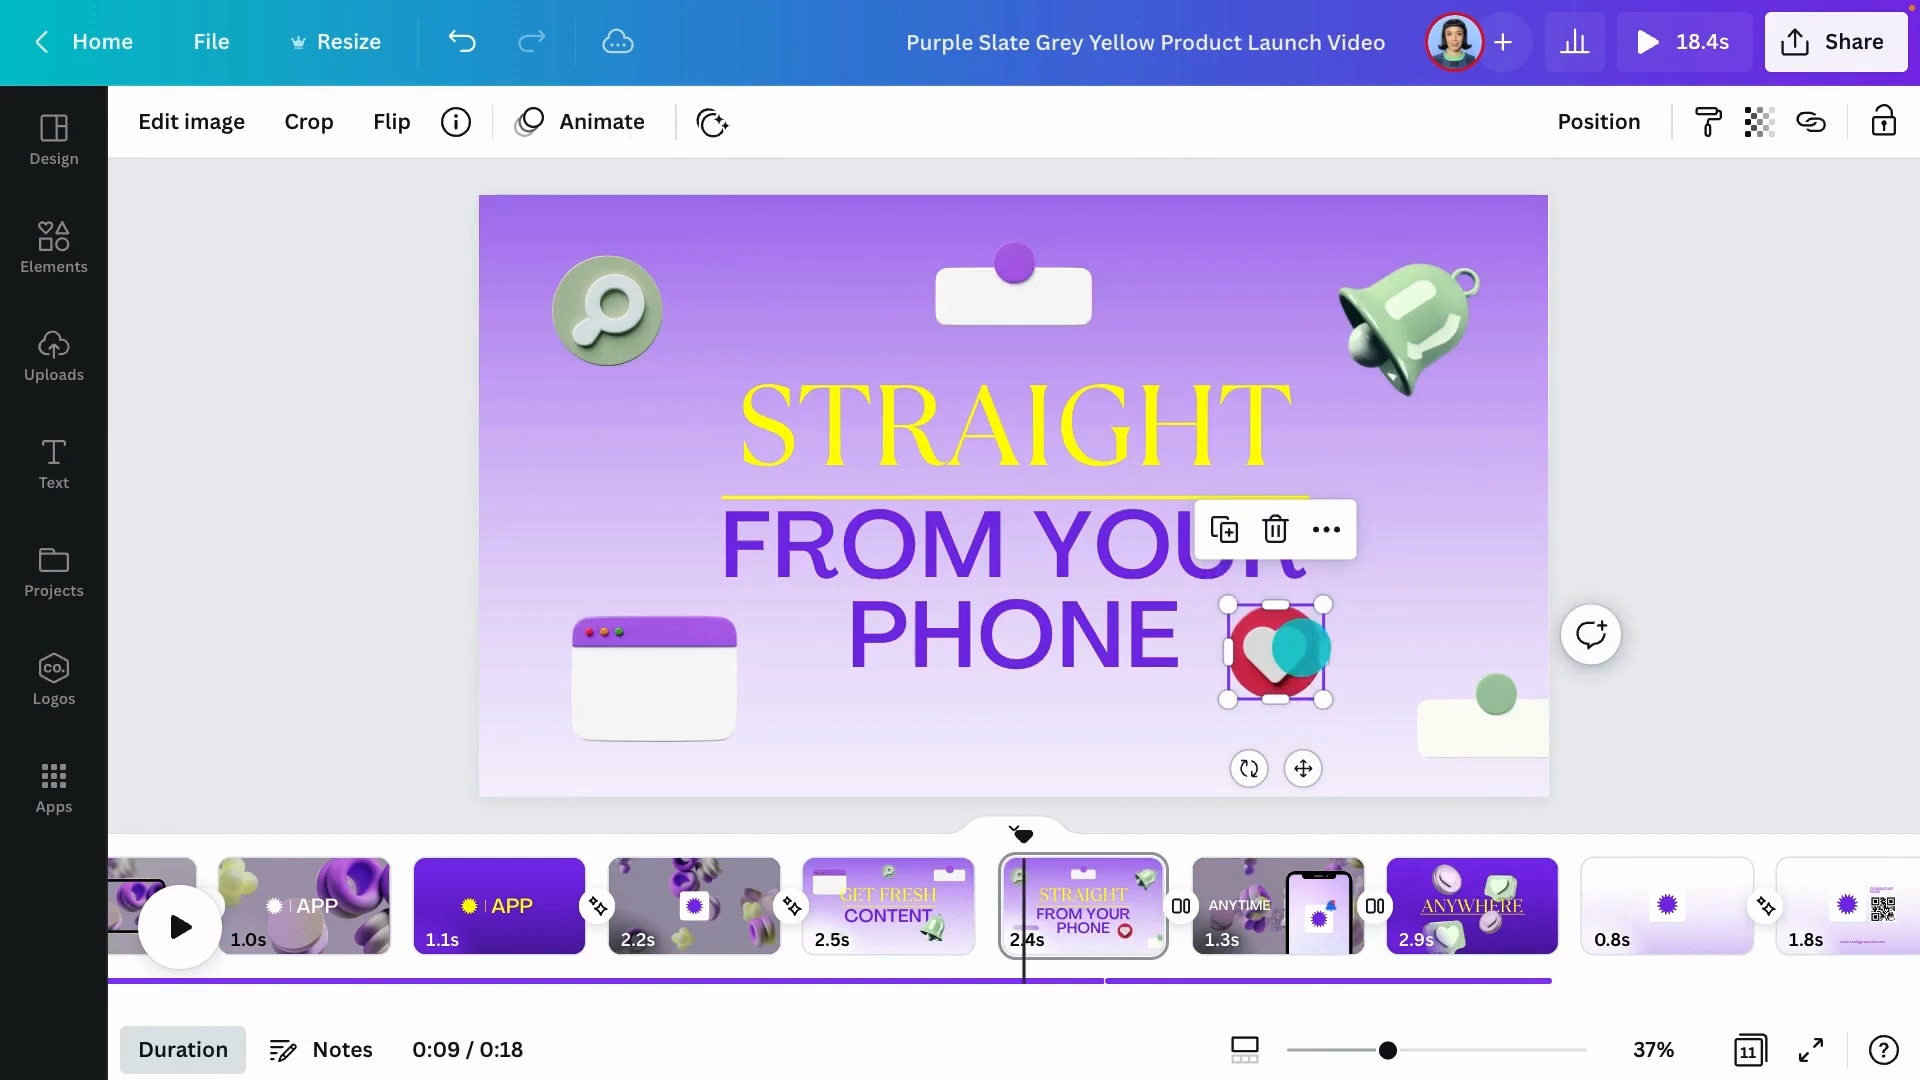 Home File Resize Purple Slate Grey Yellow Product Launch Video 18.4s Share
Edit image Crop Flip Animate Position
Design
Elements
Uploads
Text
Projects
CO.
Logos
Apps
STRAIGHT
FROM YOUR
PHONE
APP
1.0s
APP
1.1s
2.2s
GET FRESH
CONTENT
2.5s
STRAIGHT
FROM YOUR
PHONE
2.4s
ANYTIME
1.3s
ANYWHERE
2.9s
0.8s
1.8s
Duration Notes 0:09 / 0:18 37% 11